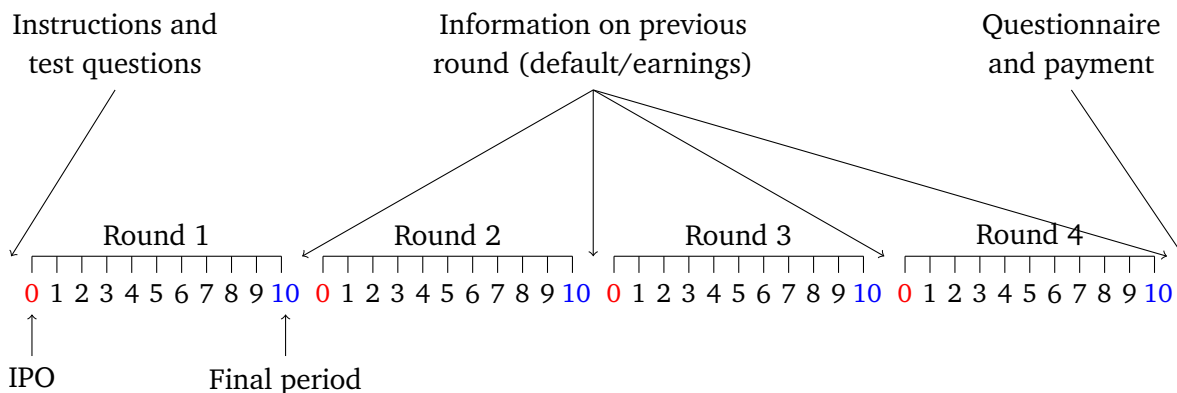 Instructions and
test questions
Information on previous
round (default/earnings)
Questionnaire
and payment
Round 1
Round 2
Round 3
Round 4
0 1 2 3 4 5 6 7 8 9 10
0 1 2 3 4 5 6 7 8 9 10
0 1 2 3 4 5 6 7 8 9 10
0 1 2 3 4 5 6 7 8 9 10
IPO
Final period